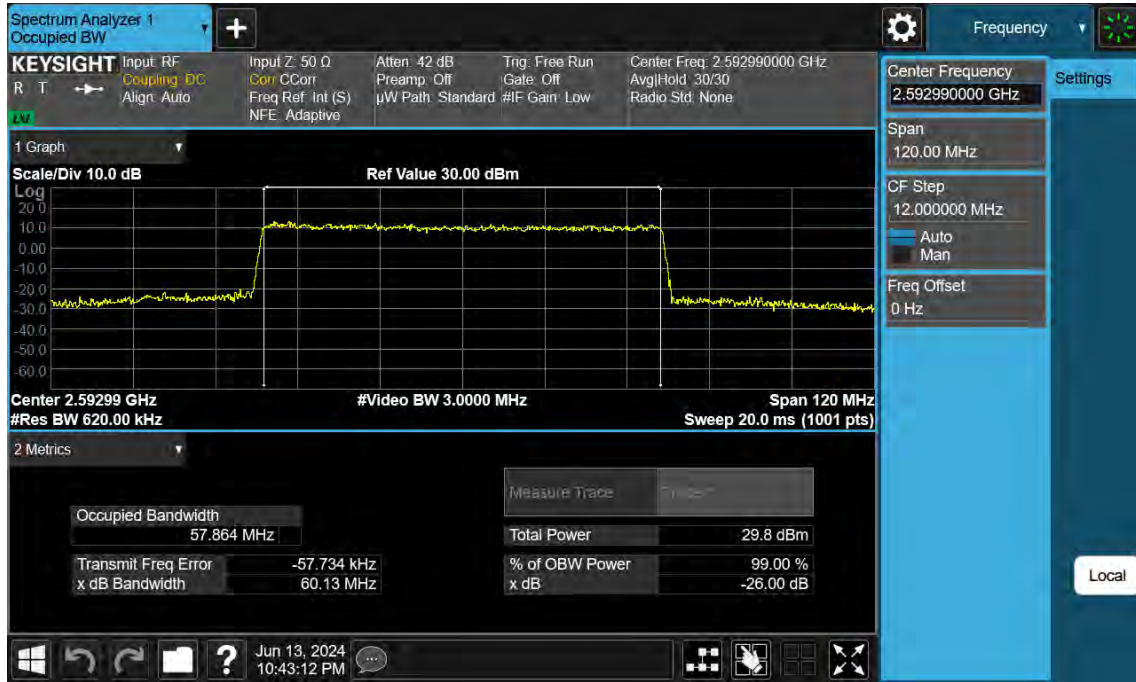 Spectrum Analyzer 1
Occupied BW
Frequency
KEYSIGHT
R T
LXI
Input: RF
Coupling: DC
Align: Auto
Input Z: 50 Ω
Corr CCorr
Freq Ref: Int (S)
NFE: Adaptive
Atten: 42 dB
Preamp: Off
µW Path: Standard
Trig: Free Run
Gate: Off
#IF Gain: Low
Center Freq: 2.592990000 GHz
Avg|Hold: 30/30
Radio Std: None
Center Frequency
2.592990000 GHz
Settings
Span
120.00 MHz
CF Step
12.000000 MHz
Auto
Man
Freq Offset
0 Hz
Local
1 Graph
Scale/Div 10.0 dB
Ref Value 30.00 dBm
Log
20.0
10.0
0.00
-10.0
-20.0
-30.0
-40.0
-50.0
-60.0
Center 2.59299 GHz
#Video BW 3.0000 MHz
Span 120 MHz
#Res BW 620.00 kHz
Sweep 20.0 ms (1001 pts)
2 Metrics
Measure Trace
Occupied Bandwidth
57.864 MHz
Total Power 29.8 dBm
Transmit Freq Error -57.734 kHz
% of OBW Power 99.00 %
x dB Bandwidth 60.13 MHz
x dB -26.00 dB
?
Jun 13, 2024
10:43:12 PM